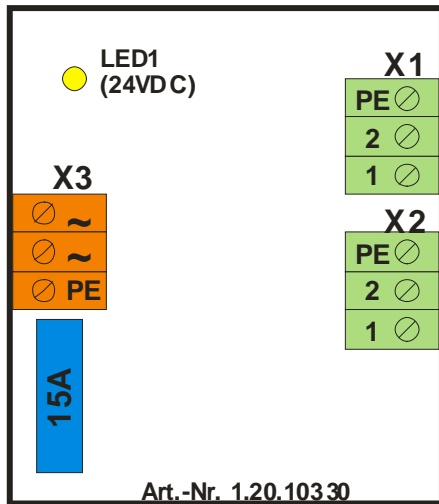 LED1
(24VDC)
X1
PE
2
1
X3
~
~
PE
X2
PE
2
1
15A
Art.-Nr. 1.20.10330